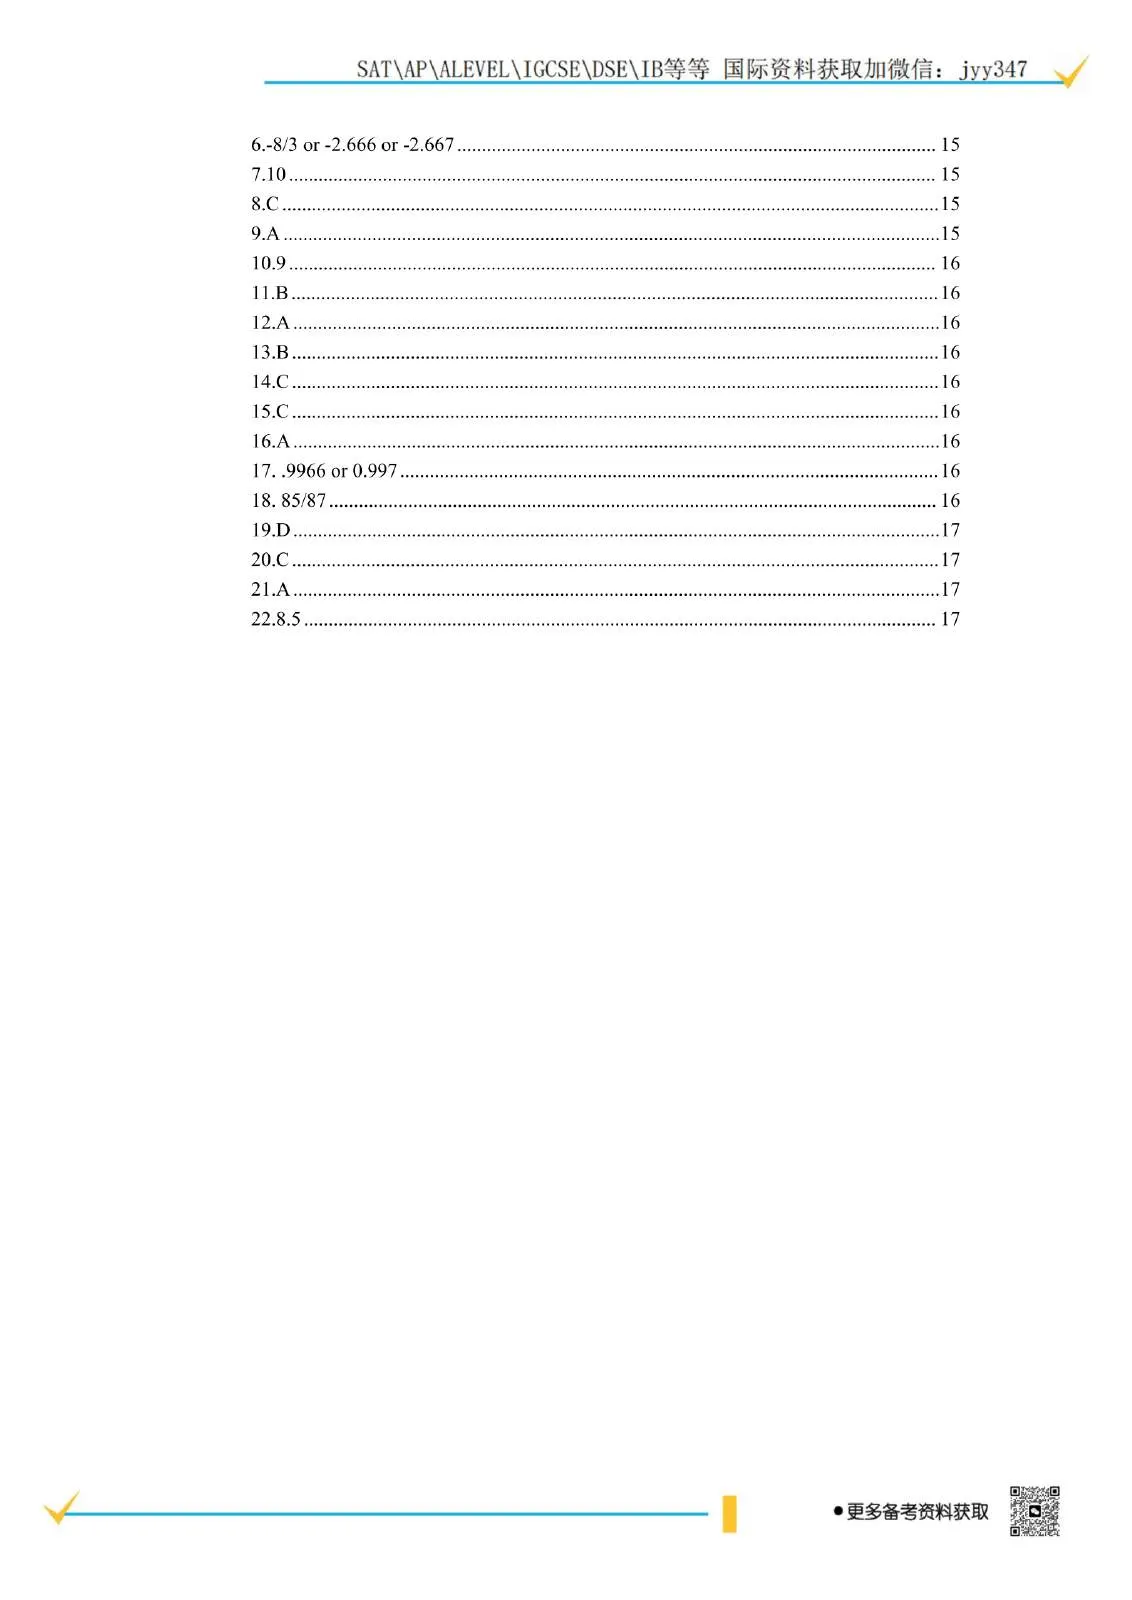 SAT\AP\ALEVEL\IGCSE\DSE\IB等等 国际资料获取加微信：jyy347
6.-8/3 or -2.666 or -2.667 ........ 15
7.10 ........ 15
8.C ........ 15
9.A ........ 15
10.9 ........ 16
11.B ........ 16
12.A ........ 16
13.B ........ 16
14.C ........ 16
15.C ........ 16
16.A ........ 16
17. .9966 or 0.997 ........ 16
18. 85/87 ........ 16
19.D ........ 17
20.C ........ 17
21.A ........ 17
22.8.5 ........ 17
●更多备考资料获取